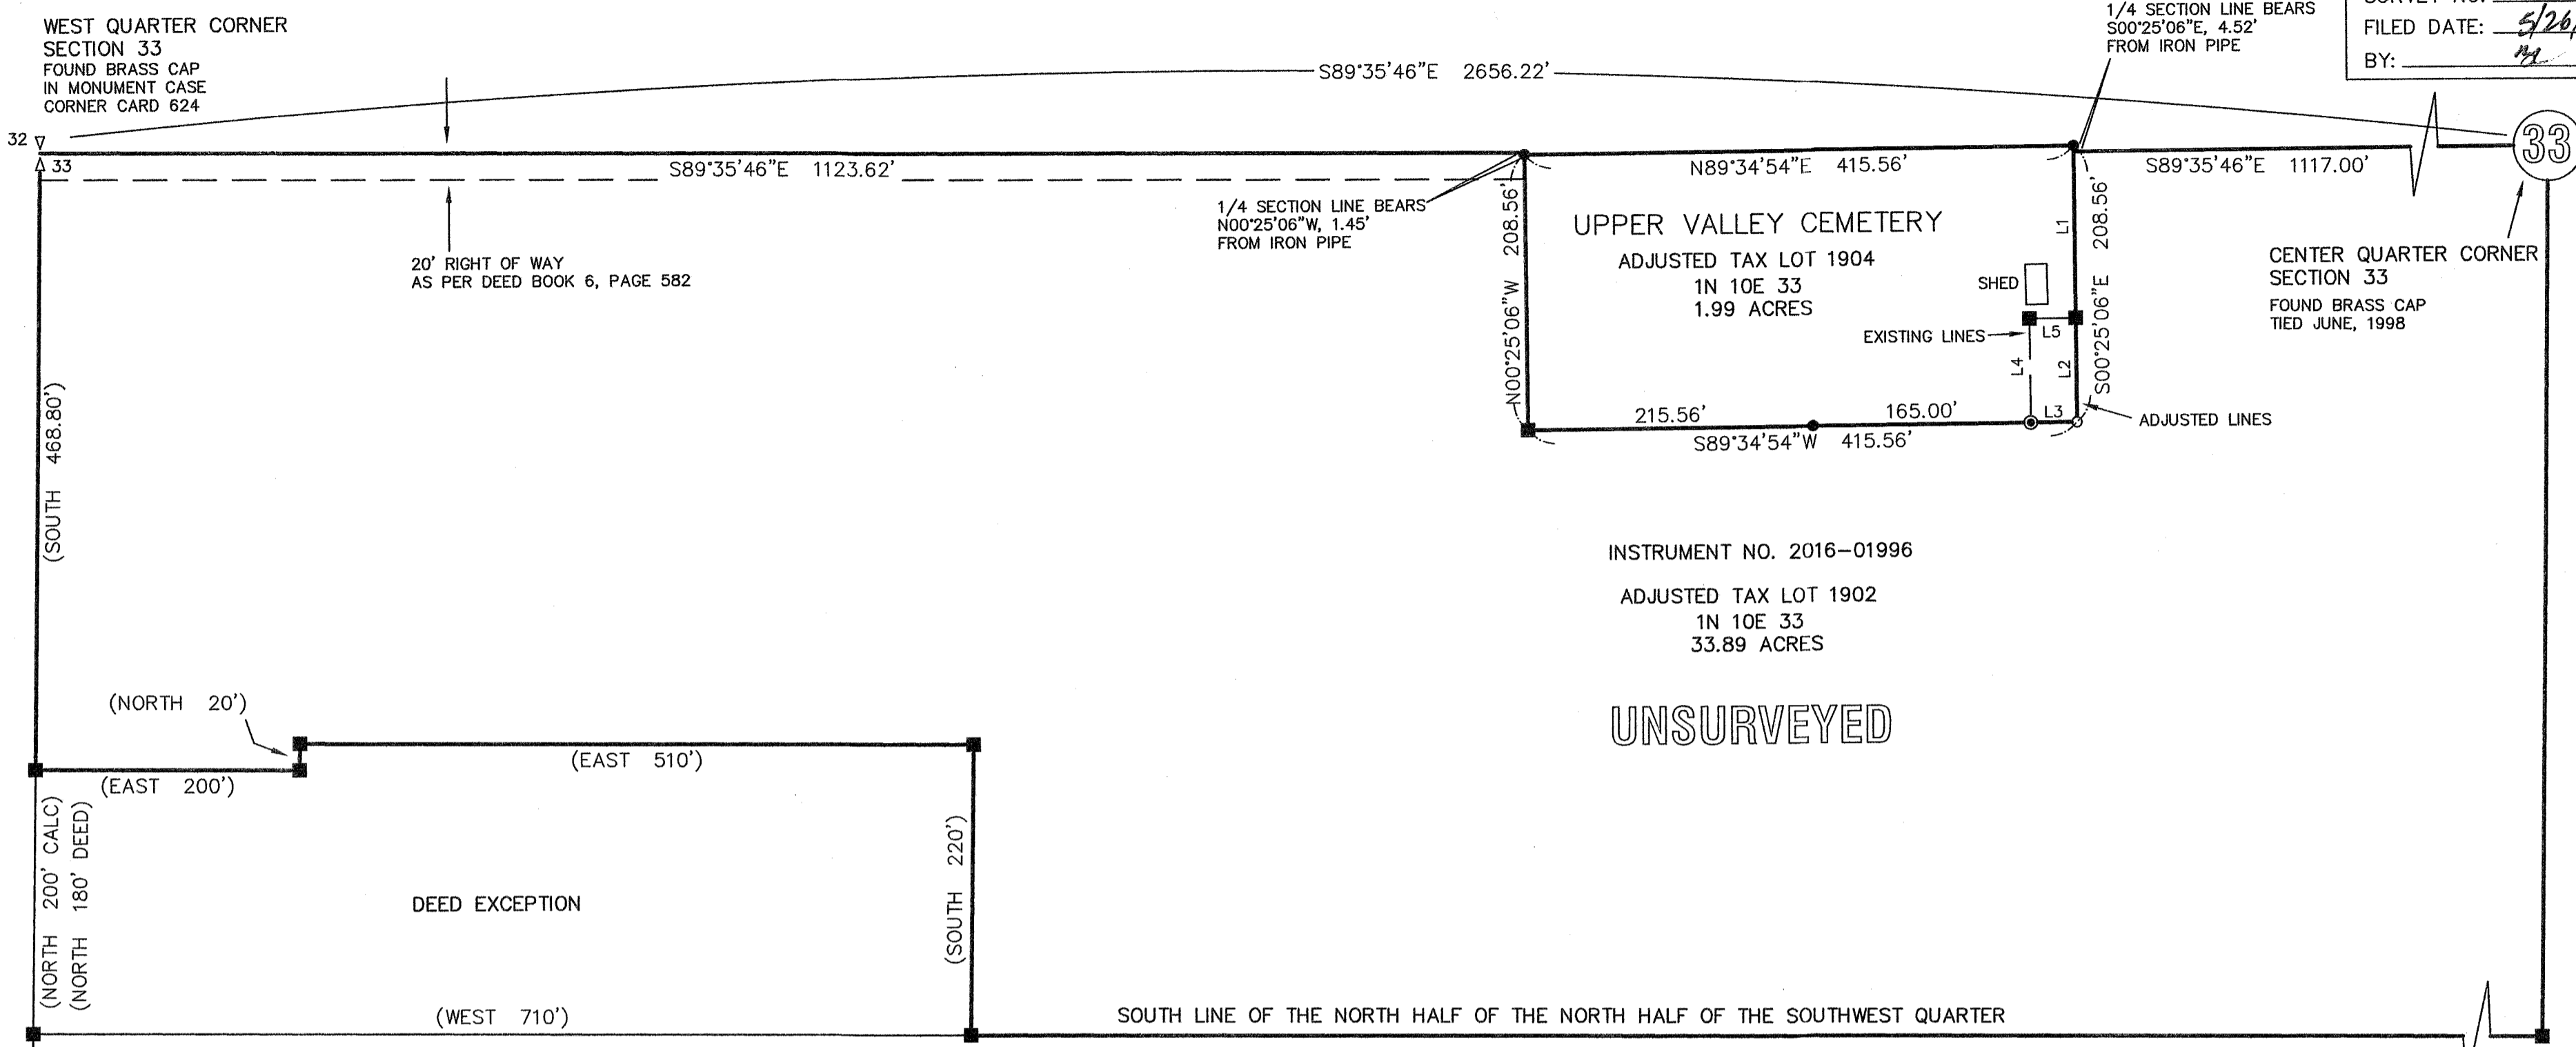 WEST QUARTER CORNER
SECTION 33
FOUND BRASS CAP
IN MONUMENT CASE
CORNER CARD 624
1/4 SECTION LINE BEARS
S00°25'06"E, 4.52'
FROM IRON PIPE
FILED DATE: 5/26/
BY:
S89°35'46"E 2656.22'
32
33
33
S89°35'46"E 1123.62'
N89°34'54"E 415.56'
S89°35'46"E 1117.00'
1/4 SECTION LINE BEARS
N00°25'06"W, 1.45'
FROM IRON PIPE
20' RIGHT OF WAY
AS PER DEED BOOK 6, PAGE 582
N00°25'06"W 208.56'
UPPER VALLEY CEMETERY
ADJUSTED TAX LOT 1904
1N 10E 33
1.99 ACRES
SHED
EXISTING LINES
L1
L5
L4
L2
L3
S00°25'06"E 208.56'
CENTER QUARTER CORNER
SECTION 33
FOUND BRASS CAP
TIED JUNE, 1998
215.56'
165.00'
S89°34'54"W 415.56'
ADJUSTED LINES
(SOUTH 468.80')
INSTRUMENT NO. 2016-01996
ADJUSTED TAX LOT 1902
1N 10E 33
33.89 ACRES
UNSURVEYED
(NORTH 20')
(EAST 200')
(EAST 510')
(NORTH 200' CALC)
(NORTH 180' DEED)
DEED EXCEPTION
(SOUTH 220')
(WEST 710')
SOUTH LINE OF THE NORTH HALF OF THE NORTH HALF OF THE SOUTHWEST QUARTER